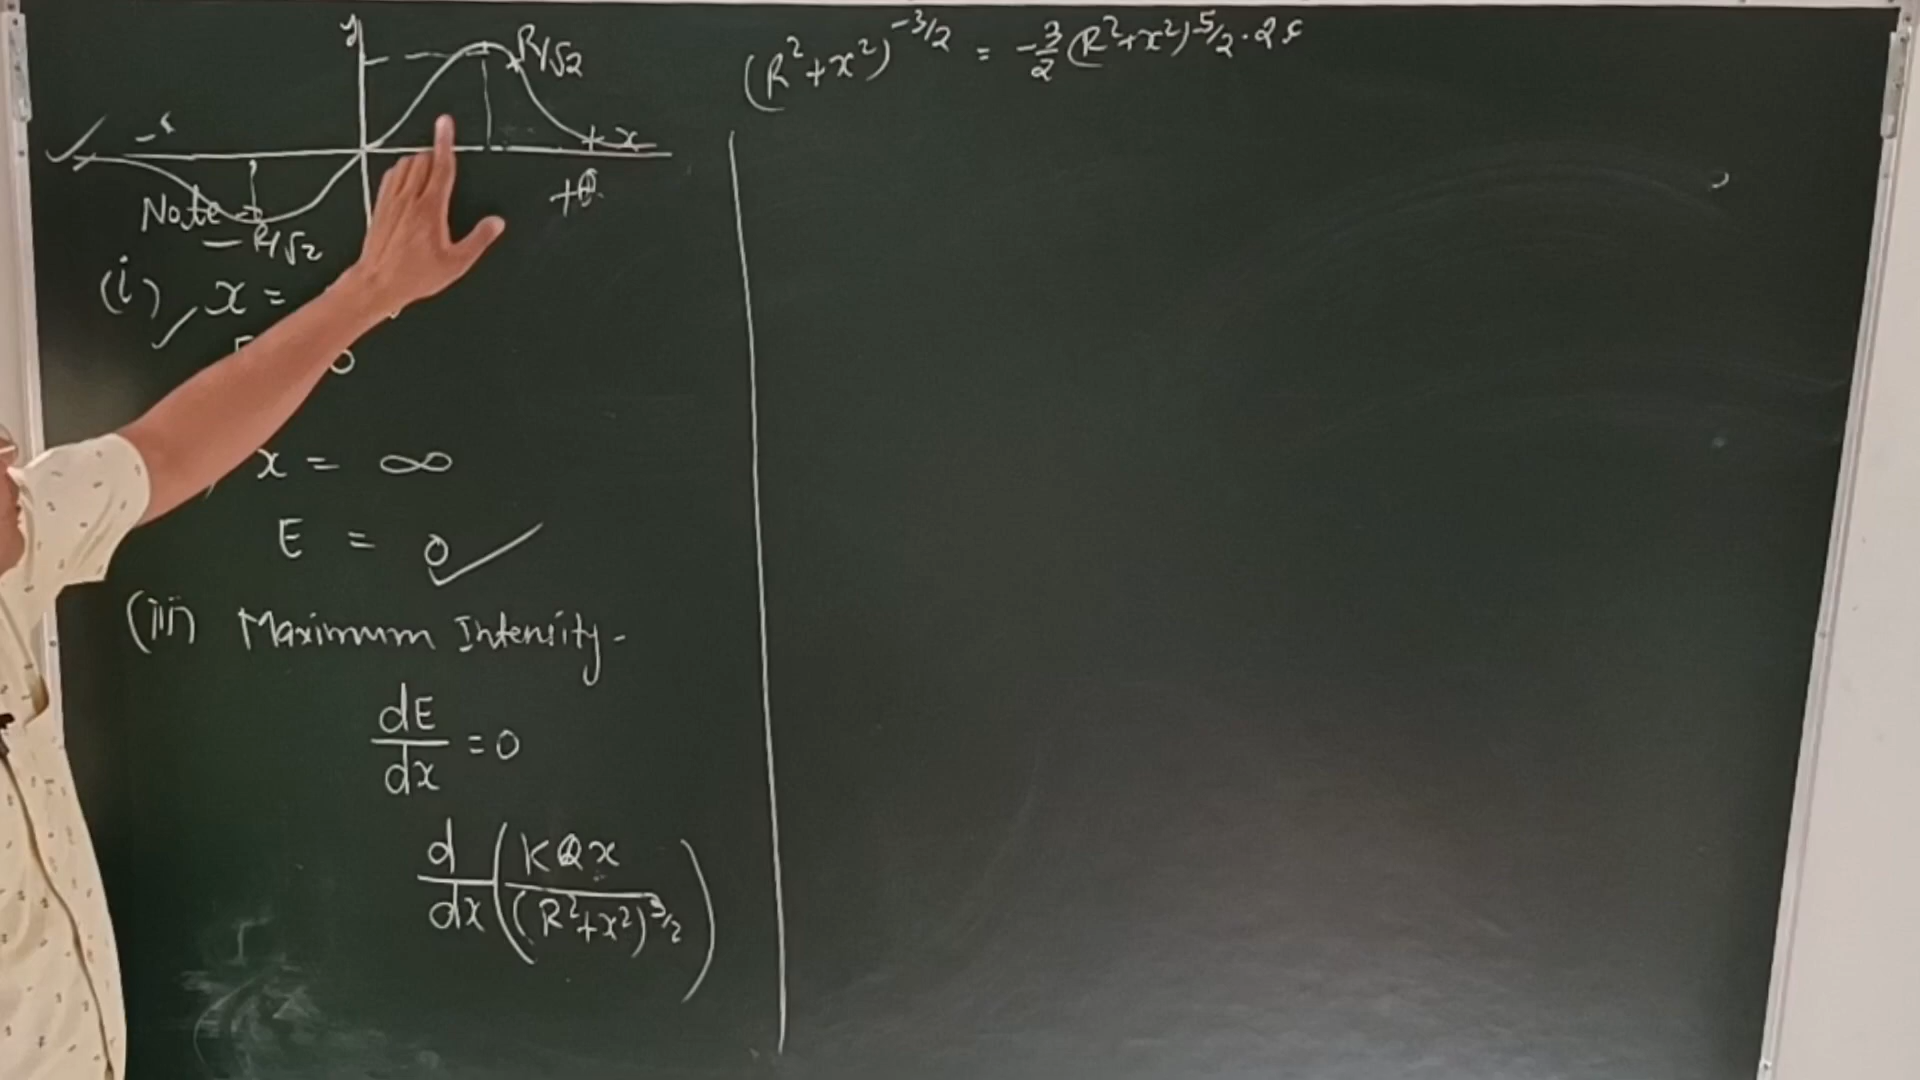 y
R/√2
-x
x
+θ
Note
- R/√2
(i) x =
0
x = ∞
E = 0
(iii) Maximum Intensity-
dE/dx = 0
d/dx (KQx/(R²+x²)^3/2)
(R²+x²)^-3/2 = -3/2 (R²+x²)^-5/2 . 2x